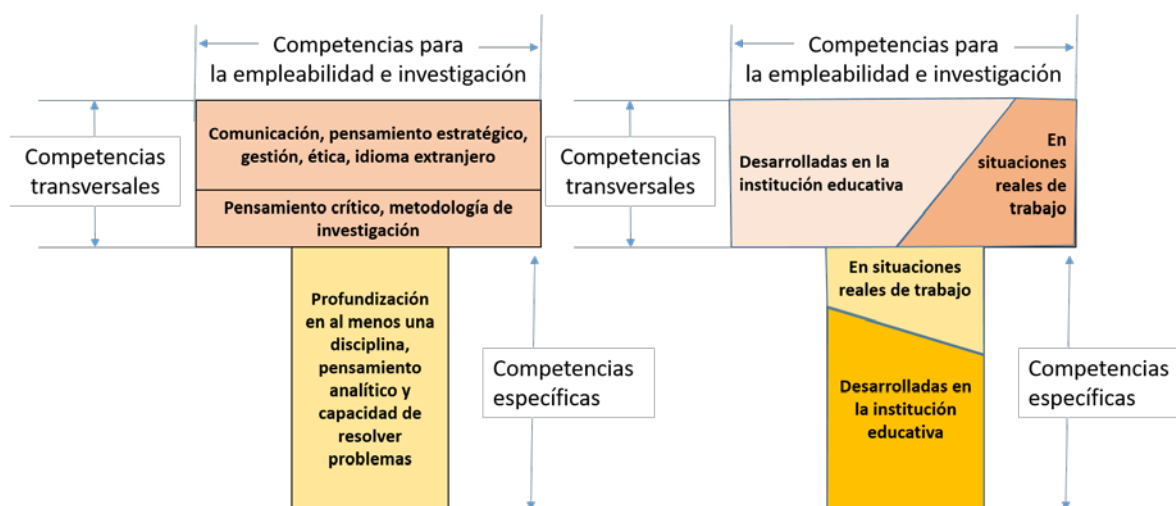 Competencias para
la empleabilidad e investigación
Competencias
transversales
Comunicación, pensamiento estratégico,
gestión, ética, idioma extranjero
Pensamiento crítico, metodología de
investigación
Profundización
en al menos una
disciplina,
pensamiento
analítico y
capacidad de
resolver
problemas
Competencias
específicas
Competencias para
la empleabilidad e investigación
Competencias
transversales
Desarrolladas en la
institución educativa
En
situaciones
reales de
trabajo
En situaciones
reales de trabajo
Desarrolladas en
la institución
educativa
Competencias
específicas